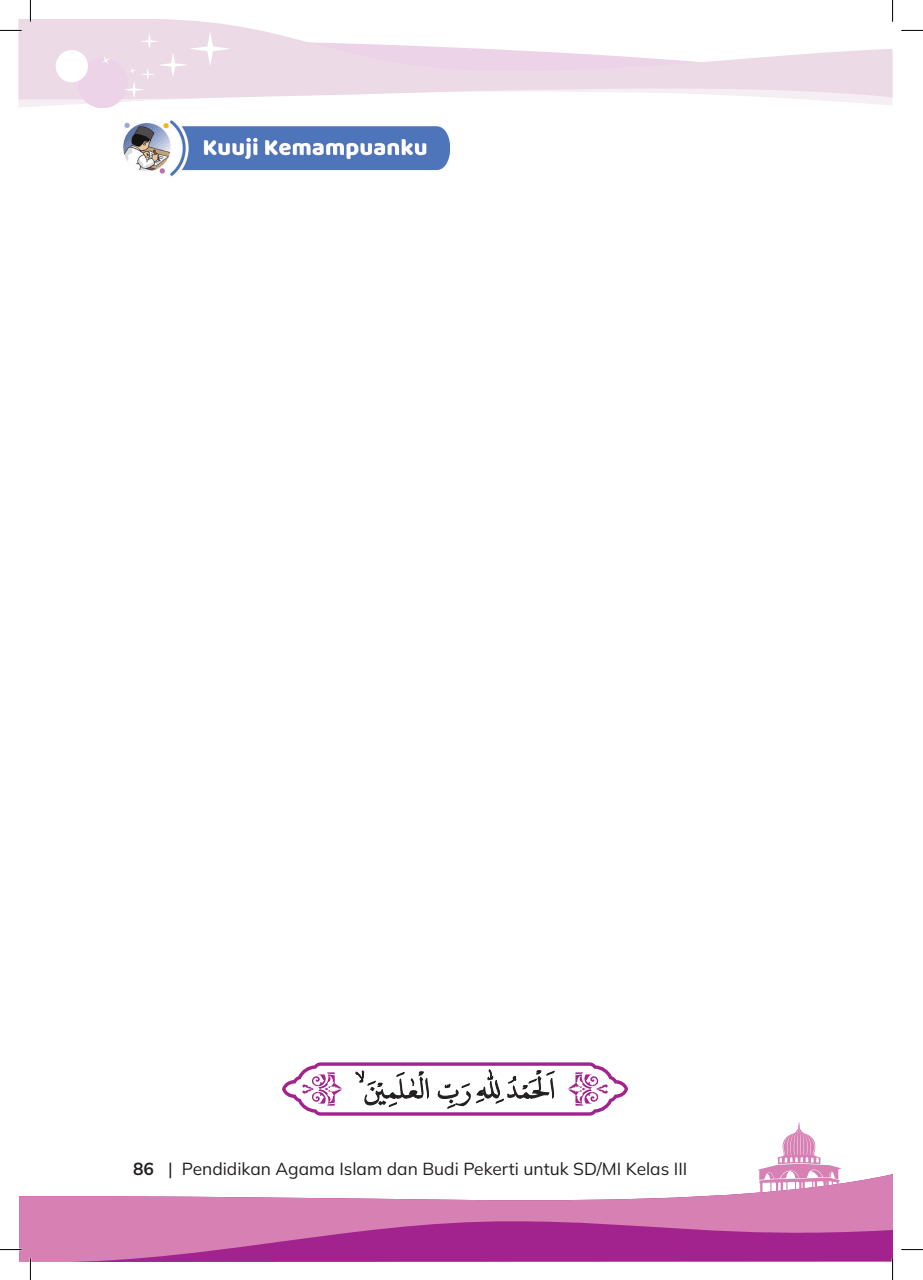 Kuuji Kemampuanku
اَلْحَمْدُ لِلّٰهِ رَبِّ الْعٰلَمِيْنَۙ
86 | Pendidikan Agama Islam dan Budi Pekerti untuk SD/MI Kelas III